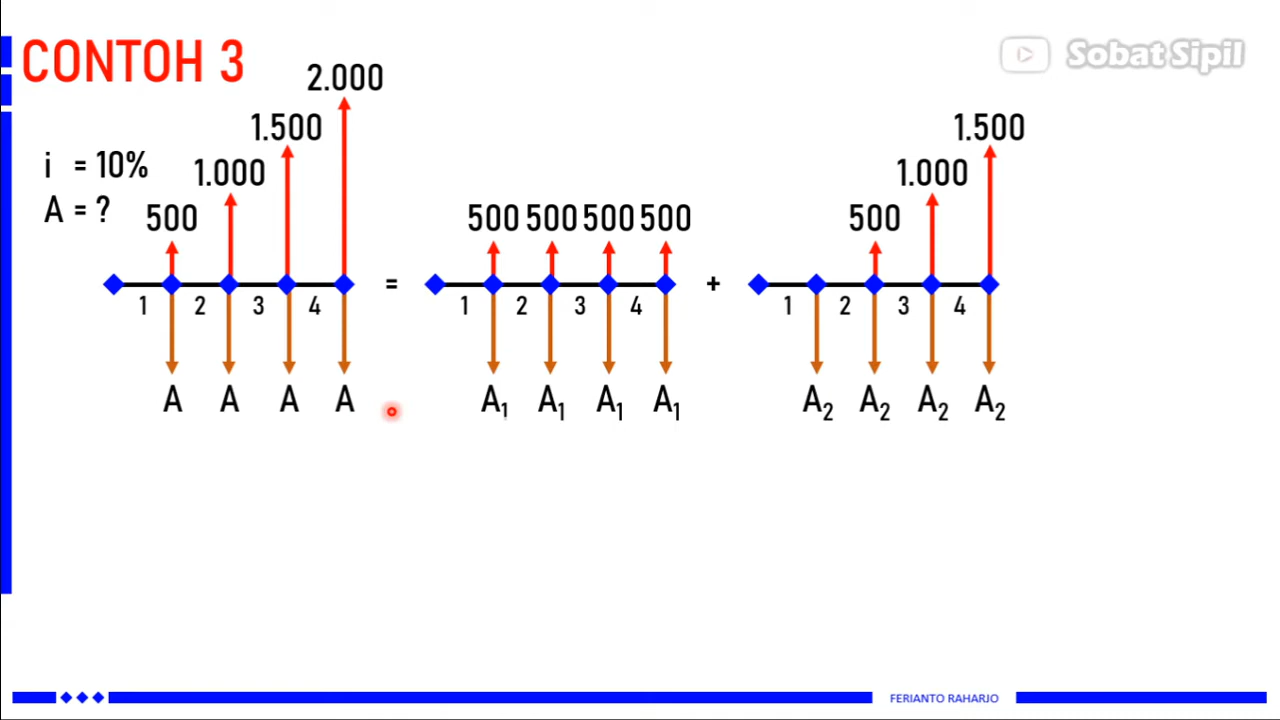 CONTOH 3
Sobat Sipil
i = 10%
A = ?
500
1.000
1.500
2.000
1 2 3 4
A A A A
=
500 500 500 500
1 2 3 4
A₁ A₁ A₁ A₁
+
500
1.000
1.500
1 2 3 4
A₂ A₂ A₂ A₂
FERIANTO RAHARJO